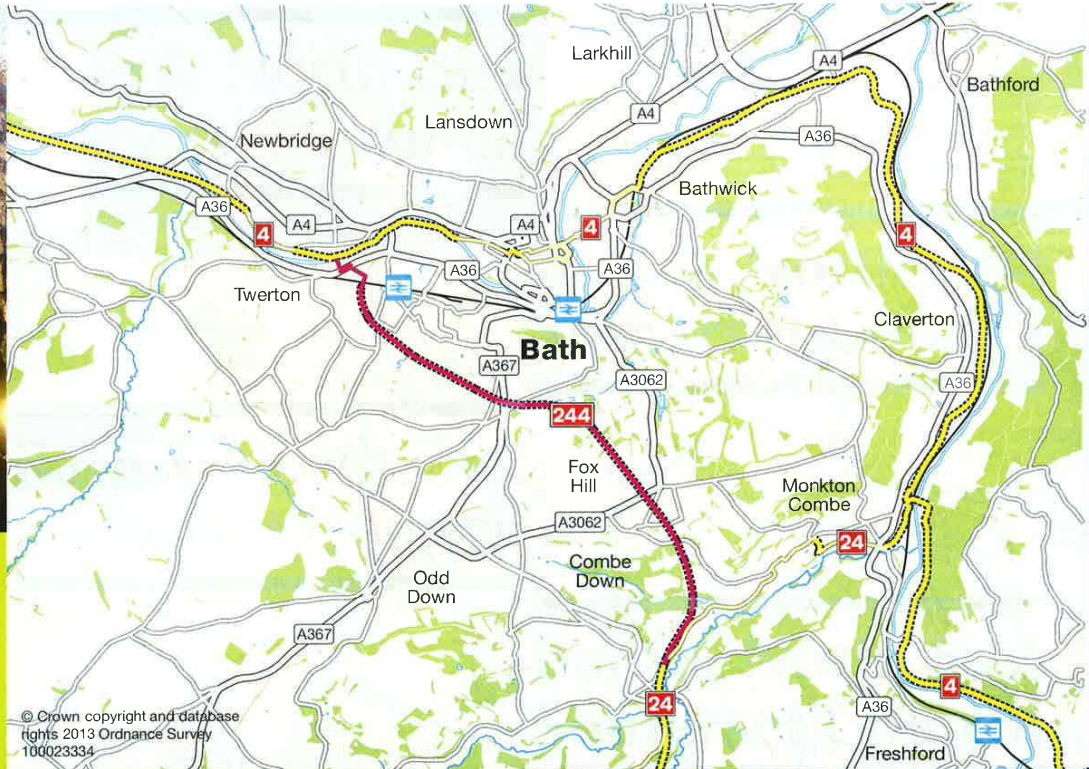 Larkhill
A4
Bathford
A4
Lansdown
Newbridge
A36
Bathwick
A36
4
A4
A4
4
4
A36
A36
Twerton
Claverton
Bath
A367
A3062
A36
244
Fox
Hill
Monkton
Combe
A3062
24
Combe
Down
Odd
Down
A367
4
24
A36
© Crown copyright and database
rights 2013 Ordnance Survey
100023334
Freshford